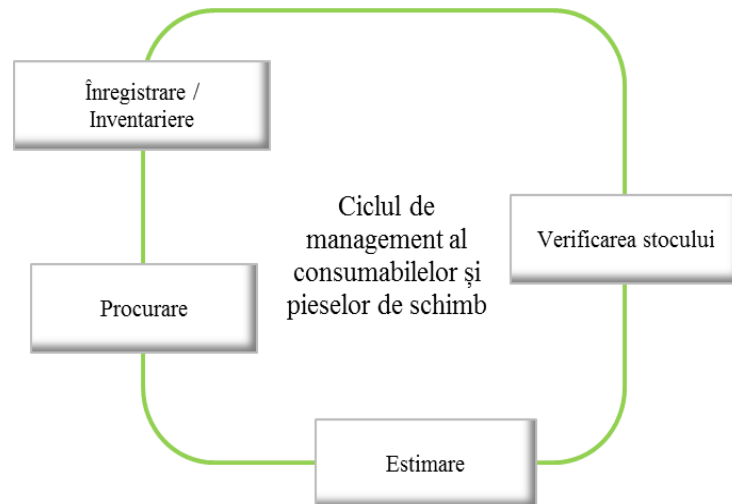 Înregistrare /
Inventariere
Ciclul de
management al
consumabilelor și
pieselor de schimb
Verificarea stocului
Procurare
Estimare